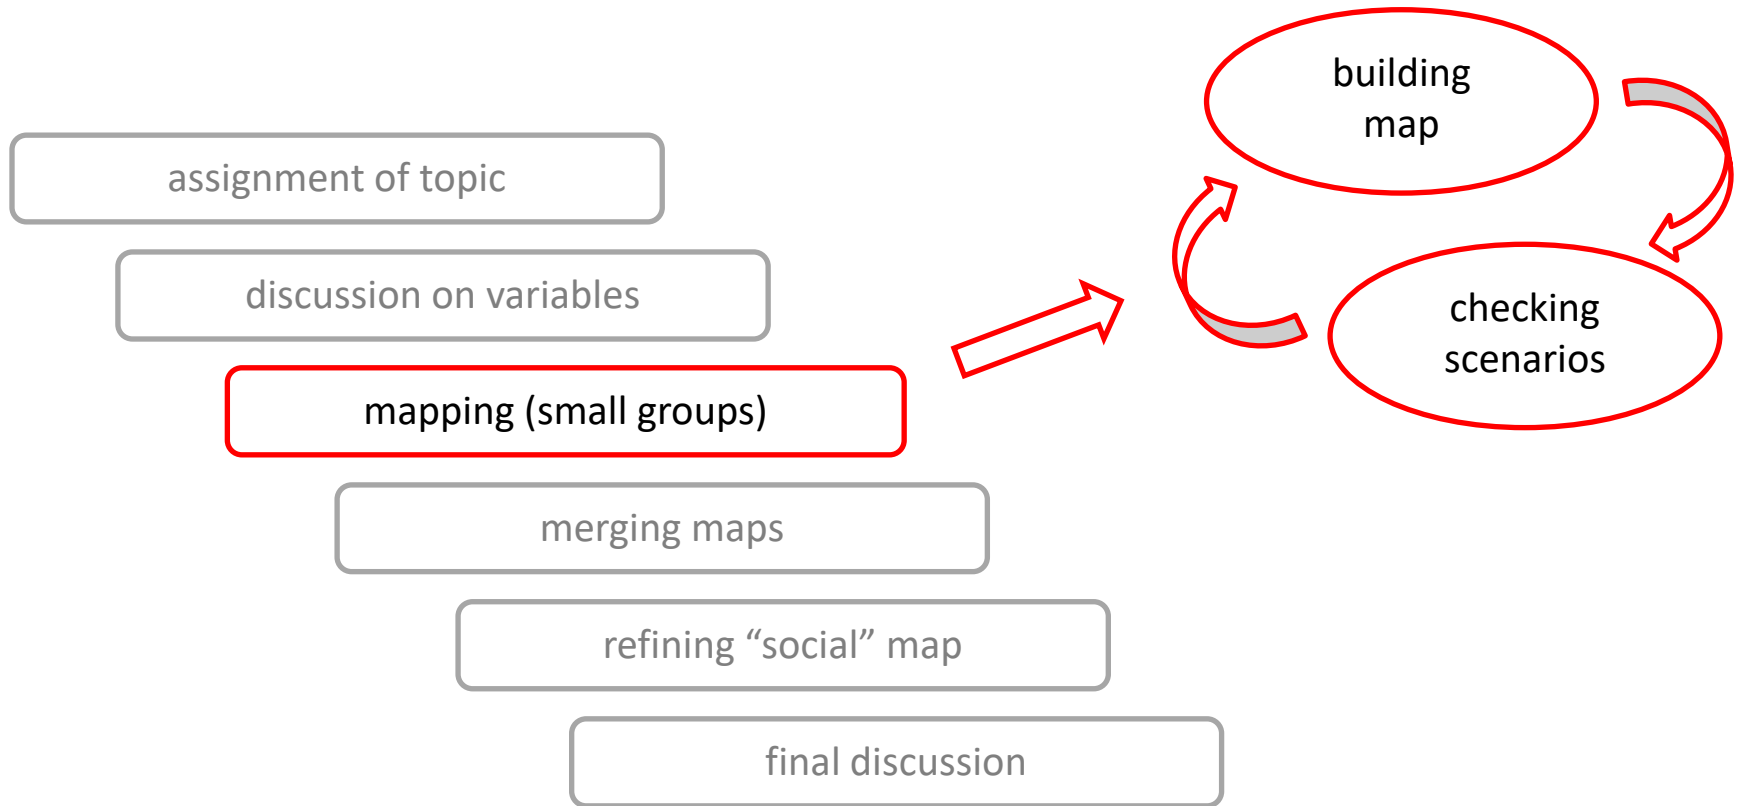 building
map
assignment of topic
discussion on variables
checking
scenarios
mapping (small groups)
merging maps
refining “social” map
final discussion